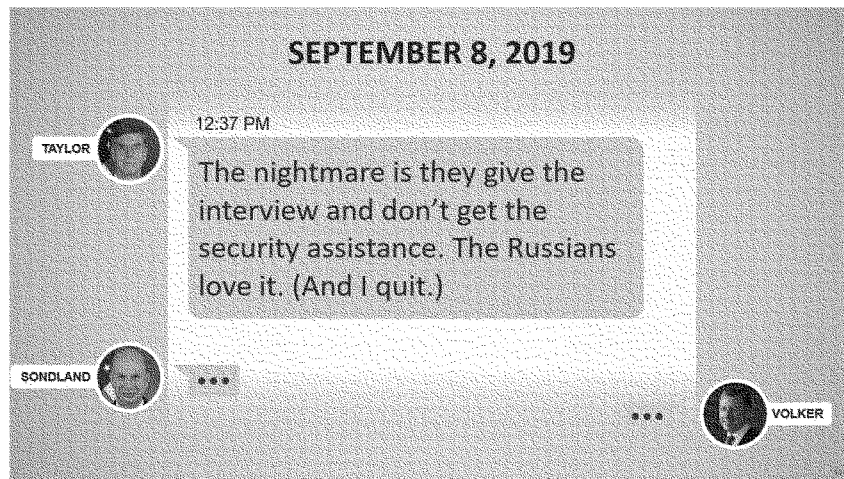 SEPTEMBER 8, 2019
12:37 PM
TAYLOR
The nightmare is they give the
interview and don't get the
security assistance. The Russians
love it. (And I quit.)
SONDLAND
•••
•••
VOLKER